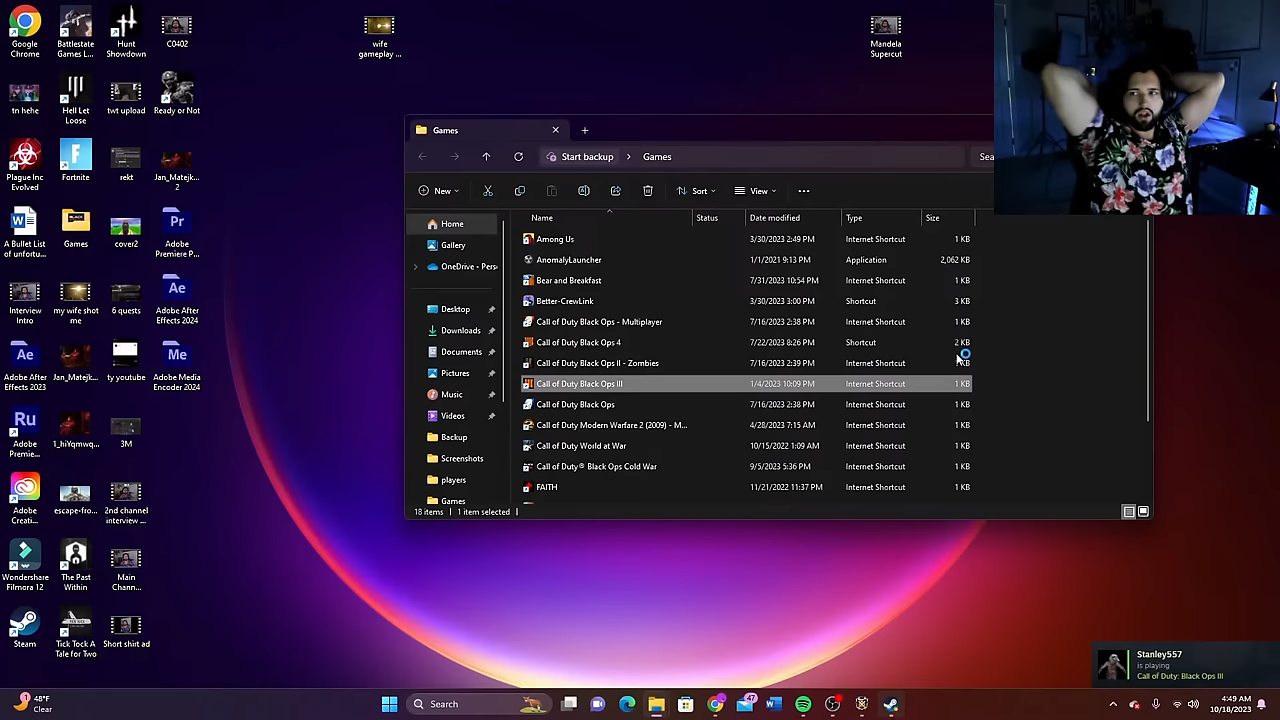 Google
Chrome
Battlestate
Games L...
Hunt
Showdown
C0402
wife
gameplay ...
Mandela
Supercut
tn hehe
Hell Let
Loose
twt upload
Ready or Not
Plague Inc
Evolved
Fortnite
rekt
Jan_Matejk...
2
A Bullet List
of unfortu...
Games
cover2
Adobe
Premiere P...
Interview
Intro
my wife shot
me
6 quests
Adobe After
Effects 2024
Adobe After
Effects 2023
Jan_Matejk...
ty youtube
Adobe Media
Encoder 2024
Adobe
Premie...
1_hiYqmwq...
3M
Adobe
Creati...
escape-fro...
2nd channel
interview ...
Wondershare
Filmora 12
The Past
Within
Main
Chann...
Steam
Tick Tock A
Tale for Two
Short shirt ad
Games
Start backup
Games
Sea
New
Sort
View
Name
Status
Date modified
Type
Size
Home
Gallery
OneDrive - Pers
Desktop
Downloads
Documents
Pictures
Music
Videos
Backup
Screenshots
players
Games
Among Us 3/30/2023 2:49 PM Internet Shortcut 1 KB
AnomalyLauncher 1/1/2021 9:13 PM Application 2,062 KB
Bear and Breakfast 7/31/2023 10:54 PM Internet Shortcut 1 KB
Better-CrewLink 3/30/2023 3:00 PM Shortcut 3 KB
Call of Duty Black Ops - Multiplayer 7/16/2023 2:38 PM Internet Shortcut 1 KB
Call of Duty Black Ops 4 7/22/2023 8:26 PM Shortcut 2 KB
Call of Duty Black Ops II - Zombies 7/16/2023 2:39 PM Internet Shortcut KB
Call of Duty Black Ops III 1/4/2023 10:09 PM Internet Shortcut 1 KB
Call of Duty Black Ops 7/16/2023 2:38 PM Internet Shortcut 1 KB
Call of Duty Modern Warfare 2 (2009) - M... 4/28/2023 7:15 AM Internet Shortcut 1 KB
Call of Duty World at War 10/15/2022 1:09 AM Internet Shortcut 1 KB
Call of Duty® Black Ops Cold War 9/5/2023 5:36 PM Internet Shortcut 1 KB
FAITH 11/21/2022 11:37 PM Internet Shortcut 1 KB
18 items
1 item selected
Stanley557
is playing
Call of Duty: Black Ops III
1
48°F
Clear
Search
47
4:49 AM
10/18/2023